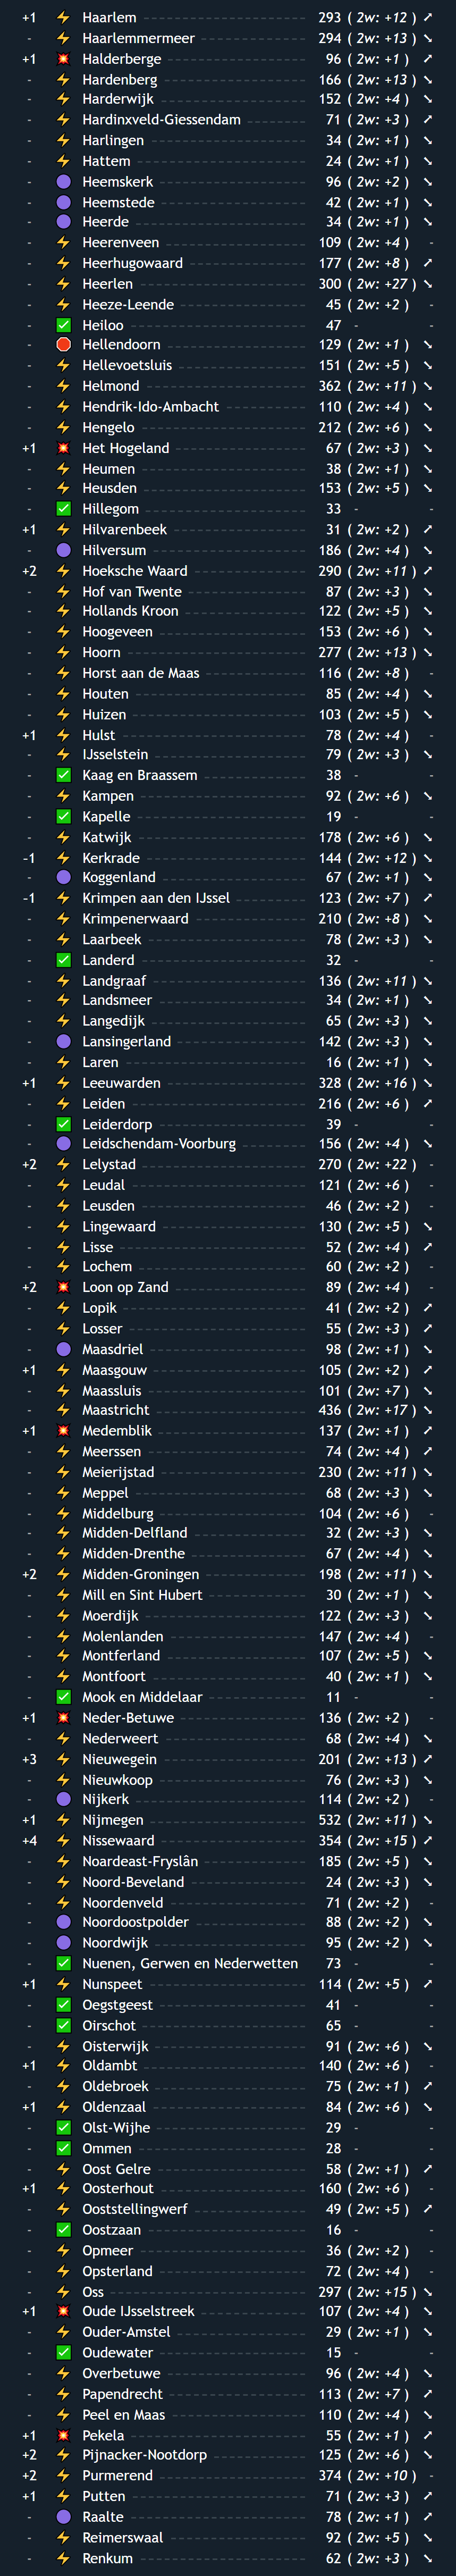 +1 ⚡ Haarlem 293 ( 2w: +12 ) ↗
- ⚡ Haarlemmermeer 294 ( 2w: +13 ) ↘
+1 💥 Halderberge 96 ( 2w: +1 ) ↗
- ⚡ Hardenberg 166 ( 2w: +13 ) ↘
- ⚡ Harderwijk 152 ( 2w: +4 ) ↘
- ⚡ Hardinxveld-Giessendam 71 ( 2w: +3 ) ↗
- ⚡ Harlingen 34 ( 2w: +1 ) ↘
- ⚡ Hattem 24 ( 2w: +1 ) ↘
- 🟣 Heemskerk 96 ( 2w: +2 ) ↘
- 🟣 Heemstede 42 ( 2w: +1 ) ↘
- 🟣 Heerde 34 ( 2w: +1 ) ↘
- ⚡ Heerenveen 109 ( 2w: +4 ) -
- ⚡ Heerhugowaard 177 ( 2w: +8 ) ↗
- ⚡ Heerlen 300 ( 2w: +27 ) ↘
- ⚡ Heeze-Leende 45 ( 2w: +2 ) -
- ✅ Heiloo 47 - -
- 🛑 Hellendoorn 129 ( 2w: +1 ) ↘
- ⚡ Hellevoetsluis 151 ( 2w: +5 ) ↘
- ⚡ Helmond 362 ( 2w: +11 ) ↘
- ⚡ Hendrik-Ido-Ambacht 110 ( 2w: +4 ) ↘
- ⚡ Hengelo 212 ( 2w: +6 ) ↘
+1 💥 Het Hogeland 67 ( 2w: +3 ) ↘
- ⚡ Heumen 38 ( 2w: +1 ) ↘
- ⚡ Heusden 153 ( 2w: +5 ) ↘
- ✅ Hillegom 33 - -
+1 ⚡ Hilvarenbeek 31 ( 2w: +2 ) ↗
- 🟣 Hilversum 186 ( 2w: +4 ) ↘
+2 ⚡ Hoeksche Waard 290 ( 2w: +11 ) ↗
- ⚡ Hof van Twente 87 ( 2w: +3 ) ↘
- ⚡ Hollands Kroon 122 ( 2w: +5 ) ↘
- ⚡ Hoogeveen 153 ( 2w: +6 ) ↘
- ⚡ Hoorn 277 ( 2w: +13 ) ↘
- ⚡ Horst aan de Maas 116 ( 2w: +8 ) -
- ⚡ Houten 85 ( 2w: +4 ) ↘
- ⚡ Huizen 103 ( 2w: +5 ) ↘
+1 ⚡ Hulst 78 ( 2w: +4 ) -
- ⚡ IJsselstein 79 ( 2w: +3 ) ↘
- ✅ Kaag en Braassem 38 - -
- ⚡ Kampen 92 ( 2w: +6 ) ↘
- ✅ Kapelle 19 - -
- ⚡ Katwijk 178 ( 2w: +6 ) ↘
-1 ⚡ Kerkrade 144 ( 2w: +12 ) ↘
- 🟣 Koggenland 67 ( 2w: +1 ) ↘
-1 ⚡ Krimpen aan den IJssel 123 ( 2w: +7 ) ↗
- ⚡ Krimpenerwaard 210 ( 2w: +8 ) ↘
- ⚡ Laarbeek 78 ( 2w: +3 ) ↘
- ✅ Landerd 32 - -
- ⚡ Landgraaf 136 ( 2w: +11 ) ↘
- ⚡ Landsmeer 34 ( 2w: +1 ) ↘
- ⚡ Langedijk 65 ( 2w: +3 ) ↘
- 🟣 Lansingerland 142 ( 2w: +3 ) ↘
- ⚡ Laren 16 ( 2w: +1 ) ↘
+1 ⚡ Leeuwarden 328 ( 2w: +16 ) ↘
- ⚡ Leiden 216 ( 2w: +6 ) ↗
- ✅ Leiderdorp 39 - -
- 🟣 Leidschendam-Voorburg 156 ( 2w: +4 ) ↘
+2 ⚡ Lelystad 270 ( 2w: +22 ) -
- ⚡ Leudal 121 ( 2w: +6 ) -
- ⚡ Leusden 46 ( 2w: +2 ) -
- ⚡ Lingewaard 130 ( 2w: +5 ) ↘
- ⚡ Lisse 52 ( 2w: +4 ) ↗
- ⚡ Lochem 60 ( 2w: +2 ) -
+2 💥 Loon op Zand 89 ( 2w: +4 ) -
- ⚡ Lopik 41 ( 2w: +2 ) ↗
- ⚡ Losser 55 ( 2w: +3 ) ↗
- 🟣 Maasdriel 98 ( 2w: +1 ) ↘
+1 ⚡ Maasgouw 105 ( 2w: +2 ) ↗
- ⚡ Maassluis 101 ( 2w: +7 ) ↘
- ⚡ Maastricht 436 ( 2w: +17 ) ↘
+1 💥 Medemblik 137 ( 2w: +1 ) ↗
- ⚡ Meerssen 74 ( 2w: +4 ) ↗
- ⚡ Meierijstad 230 ( 2w: +11 ) ↘
- ⚡ Meppel 68 ( 2w: +3 ) ↘
- ⚡ Middelburg 104 ( 2w: +6 ) -
- ⚡ Midden-Delfland 32 ( 2w: +3 ) ↘
- ⚡ Midden-Drenthe 67 ( 2w: +4 ) ↘
+2 ⚡ Midden-Groningen 198 ( 2w: +11 ) ↘
- ⚡ Mill en Sint Hubert 30 ( 2w: +1 ) ↘
- ⚡ Moerdijk 122 ( 2w: +3 ) ↘
- ⚡ Molenlanden 147 ( 2w: +4 ) -
- ⚡ Montferland 107 ( 2w: +5 ) ↘
- ⚡ Montfoort 40 ( 2w: +1 ) ↘
- ✅ Mook en Middelaar 11 - -
+1 💥 Neder-Betuwe 136 ( 2w: +2 ) -
- ⚡ Nederweert 68 ( 2w: +4 ) ↘
+3 ⚡ Nieuwegein 201 ( 2w: +13 ) ↗
- ⚡ Nieuwkoop 76 ( 2w: +3 ) ↘
- 🟣 Nijkerk 114 ( 2w: +2 ) -
+1 ⚡ Nijmegen 532 ( 2w: +11 ) ↘
+4 ⚡ Nissewaard 354 ( 2w: +15 ) ↗
- ⚡ Noardeast-Fryslân 185 ( 2w: +5 ) ↘
- ⚡ Noord-Beveland 24 ( 2w: +3 ) ↘
- ⚡ Noordenveld 71 ( 2w: +2 ) -
- 🟣 Noordoostpolder 88 ( 2w: +2 ) ↘
- 🟣 Noordwijk 95 ( 2w: +2 ) ↘
- ✅ Nuenen, Gerwen en Nederwetten 73 - -
+1 ⚡ Nunspeet 114 ( 2w: +5 ) ↗
- ✅ Oegstgeest 41 - -
- ✅ Oirschot 65 - -
- ⚡ Oisterwijk 91 ( 2w: +6 ) ↘
+1 ⚡ Oldambt 140 ( 2w: +6 ) -
- ⚡ Oldebroek 75 ( 2w: +1 ) ↗
+1 ⚡ Oldenzaal 84 ( 2w: +6 ) ↘
- ✅ Olst-Wijhe 29 - -
- ✅ Ommen 28 - -
- ⚡ Oost Gelre 58 ( 2w: +1 ) ↗
+1 ⚡ Oosterhout 160 ( 2w: +6 ) -
- ⚡ Ooststellingwerf 49 ( 2w: +5 ) ↗
- ✅ Oostzaan 16 - -
- ⚡ Opmeer 36 ( 2w: +2 ) -
- ⚡ Opsterland 72 ( 2w: +4 ) -
- ⚡ Oss 297 ( 2w: +15 ) ↘
+1 💥 Oude IJsselstreek 107 ( 2w: +4 ) ↘
- ⚡ Ouder-Amstel 29 ( 2w: +1 ) ↘
- ✅ Oudewater 15 - -
- ⚡ Overbetuwe 96 ( 2w: +4 ) ↘
- ⚡ Papendrecht 113 ( 2w: +7 ) ↗
- ⚡ Peel en Maas 110 ( 2w: +4 ) ↘
+1 💥 Pekela 55 ( 2w: +1 ) ↗
+2 ⚡ Pijnacker-Nootdorp 125 ( 2w: +6 ) ↘
+2 ⚡ Purmerend 374 ( 2w: +10 ) -
+1 ⚡ Putten 71 ( 2w: +3 ) ↗
- 🟣 Raalte 78 ( 2w: +1 ) ↗
- ⚡ Reimerswaal 92 ( 2w: +5 ) ↘
- ⚡ Renkum 62 ( 2w: +3 ) ↘